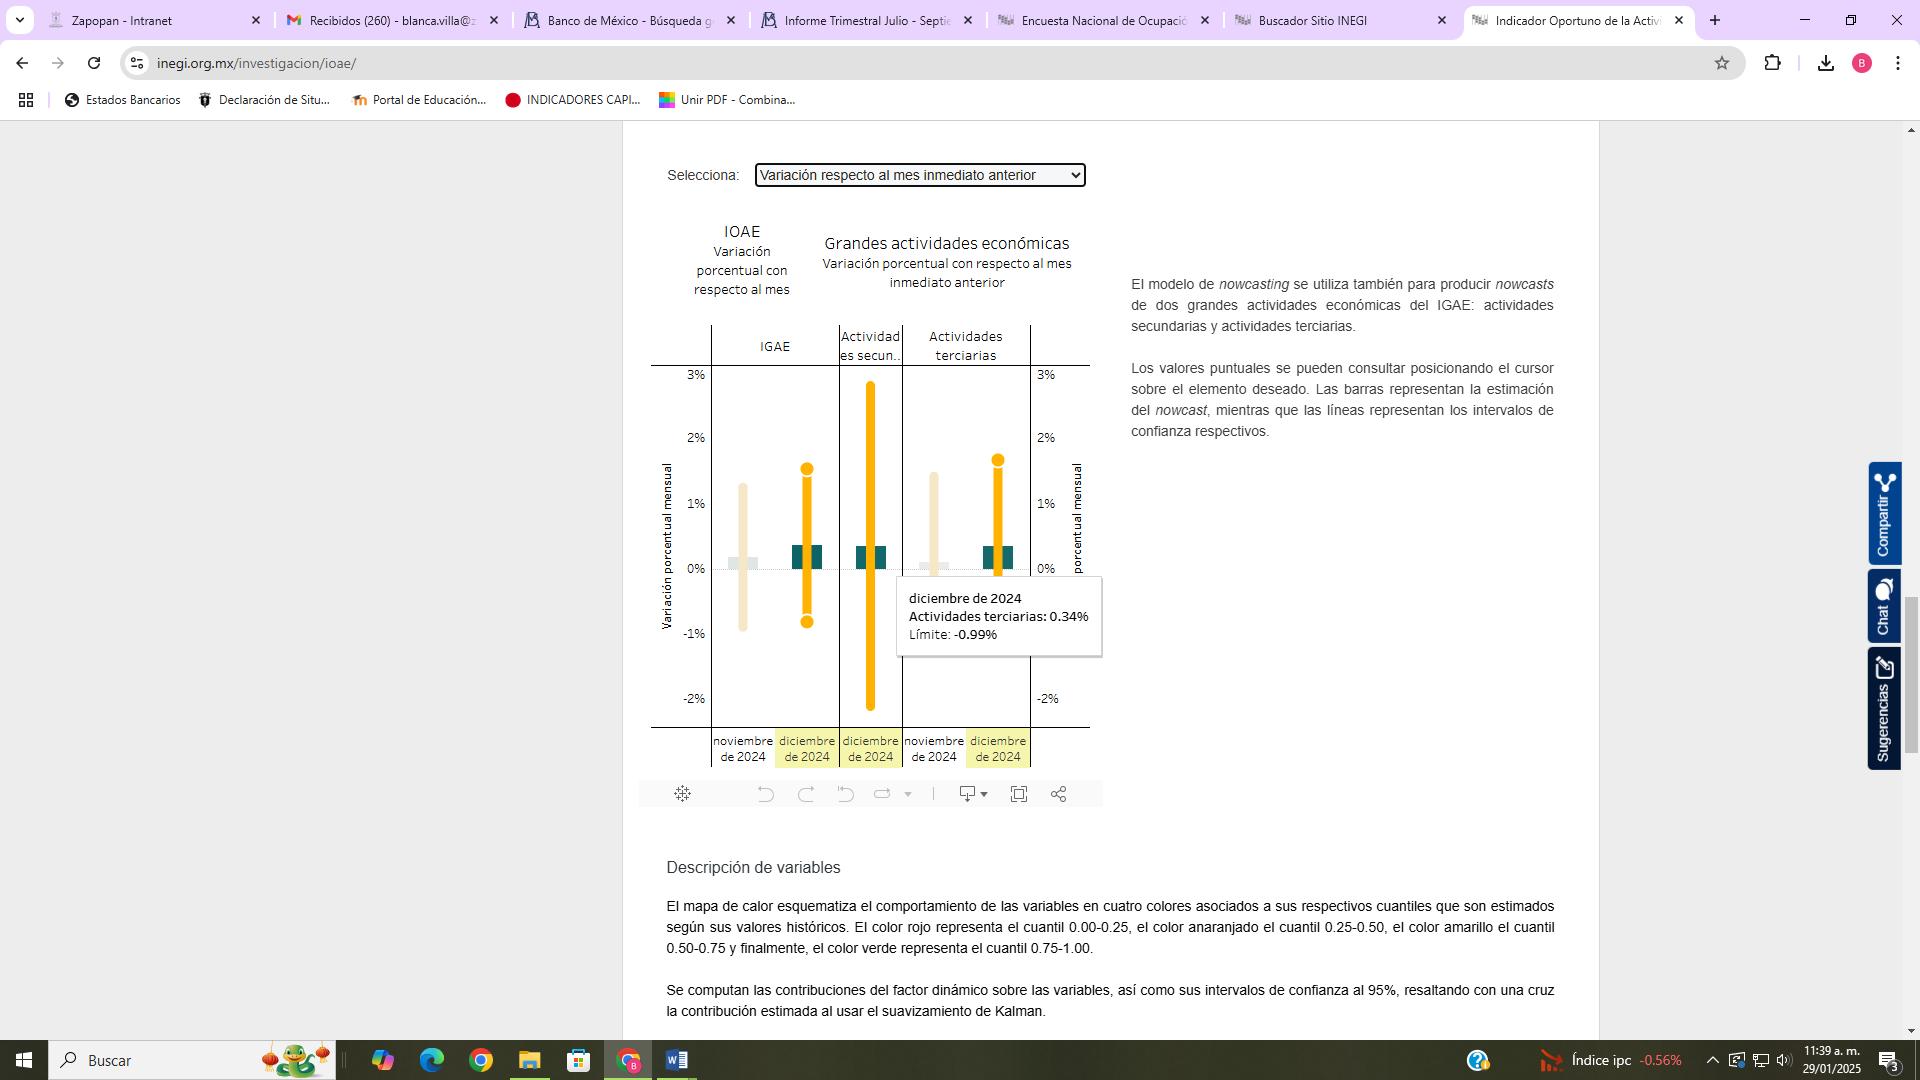 Zapopan - Intranet
Recibidos (260) - blanca.villa@z
Banco de México - Búsqueda g
Informe Trimestral Julio - Septie
Encuesta Nacional de Ocupació
Buscador Sitio INEGI
Indicador Oportuno de la Activi
inegi.org.mx/investigacion/ioae/
B
Estados Bancarios
Declaración de Situ...
Portal de Educación...
INDICADORES CAPI...
Unir PDF - Combina...
Selecciona: Variación respecto al mes inmediato anterior
IOAE
Variación
porcentual con
respecto al mes
Grandes actividades económicas
Variación porcentual con respecto al mes
inmediato anterior
IGAE
Actividad
es secun..
Actividades
terciarias
Variación porcentual mensual
3%
2%
1%
0%
-1%
-2%
3%
2%
1%
0%
-2%
porcentual mensual
diciembre de 2024
Actividades terciarias: 0.34%
Límite: -0.99%
noviembre
de 2024
diciembre
de 2024
diciembre
de 2024
noviembre
de 2024
diciembre
de 2024
El modelo de nowcasting se utiliza también para producir nowcasts
de dos grandes actividades económicas del IGAE: actividades
secundarias y actividades terciarias.
Los valores puntuales se pueden consultar posicionando el cursor
sobre el elemento deseado. Las barras representan la estimación
del nowcast, mientras que las líneas representan los intervalos de
confianza respectivos.
Compartir
Chat
Sugerencias
Descripción de variables
El mapa de calor esquematiza el comportamiento de las variables en cuatro colores asociados a sus respectivos cuantiles que son estimados
según sus valores históricos. El color rojo representa el cuantil 0.00-0.25, el color anaranjado el cuantil 0.25-0.50, el color amarillo el cuantil
0.50-0.75 y finalmente, el color verde representa el cuantil 0.75-1.00.
Se computan las contribuciones del factor dinámico sobre las variables, así como sus intervalos de confianza al 95%, resaltando con una cruz
la contribución estimada al usar el suavizamiento de Kalman.
Buscar
B
Índice ipc -0.56%
11:39 a. m.
29/01/2025
3